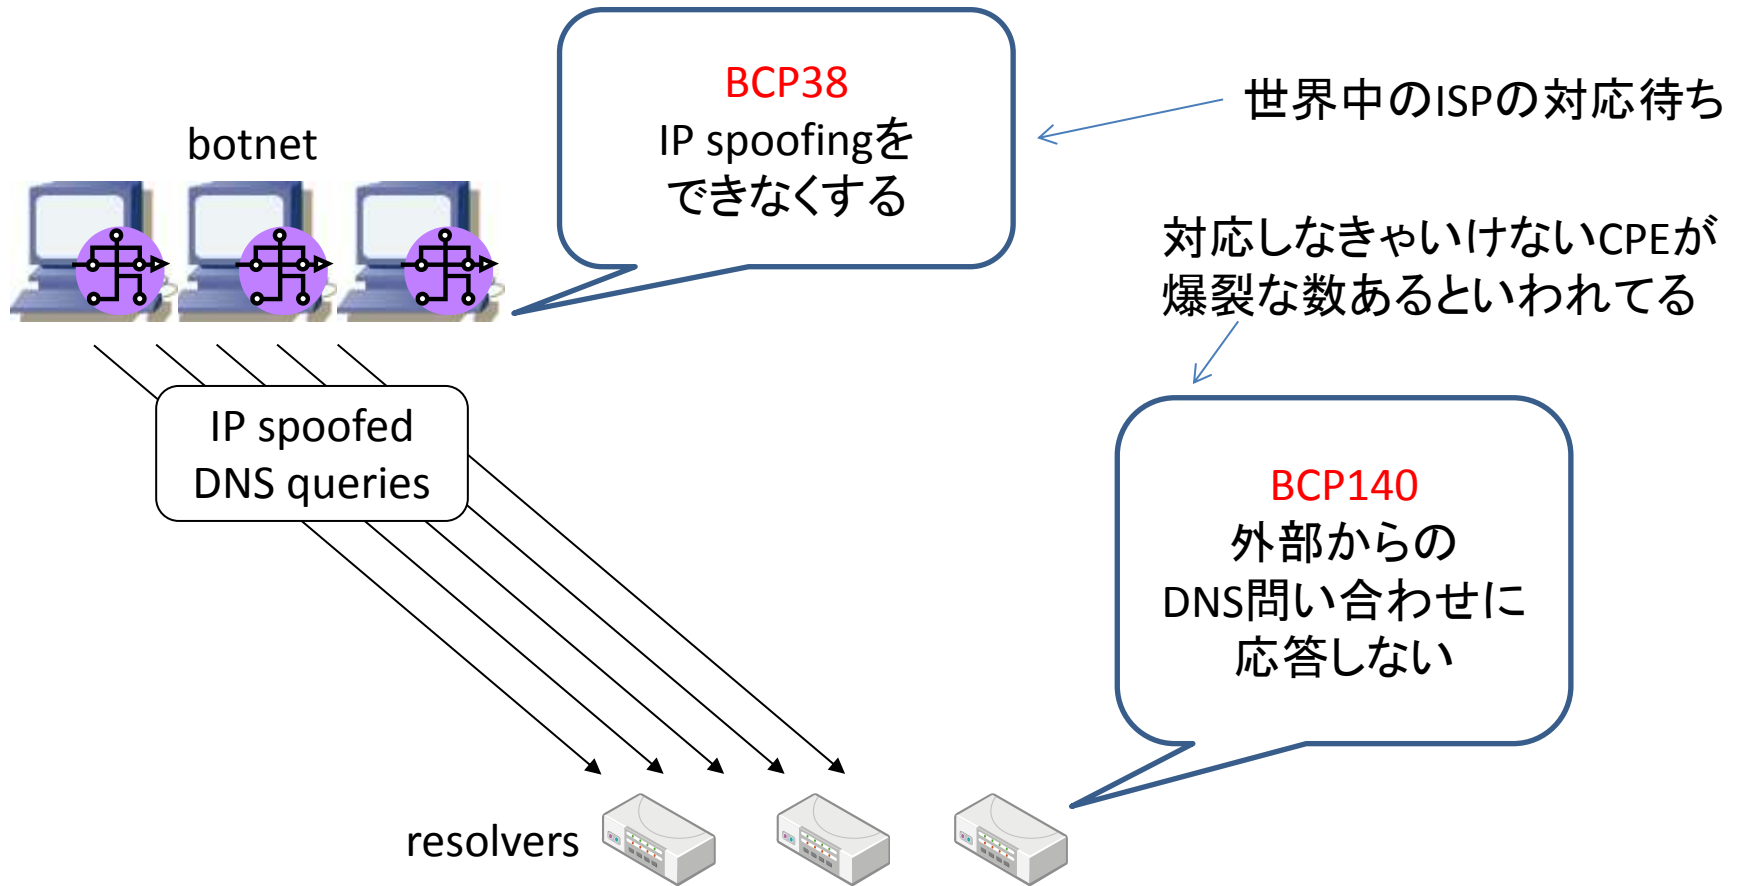 BCP38
IP spoofingを
できなくする
世界中のISPの対応待ち
botnet
対応しなきゃいけないCPEが
爆裂な数あるといわれてる
IP spoofed
DNS queries
BCP140
外部からの
DNS問い合わせに
応答しない
resolvers